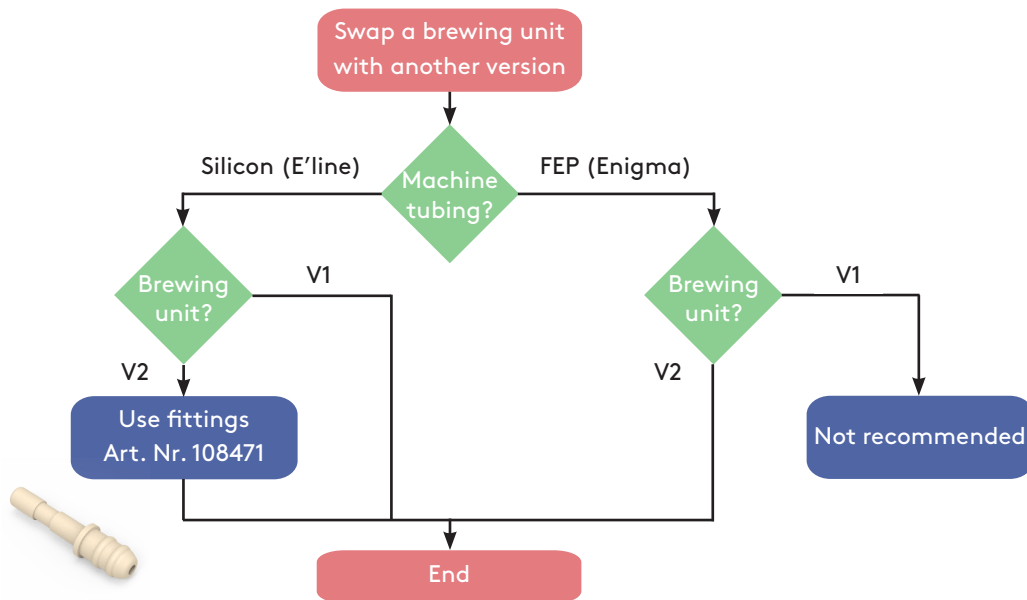 Swap a brewing unit
with another version
Silicon (E'line)
FEP (Enigma)
Machine
tubing?
Brewing
unit?
V1
V2
Brewing
unit?
V1
V2
Use fittings
Art. Nr. 108471
Not recommended
End